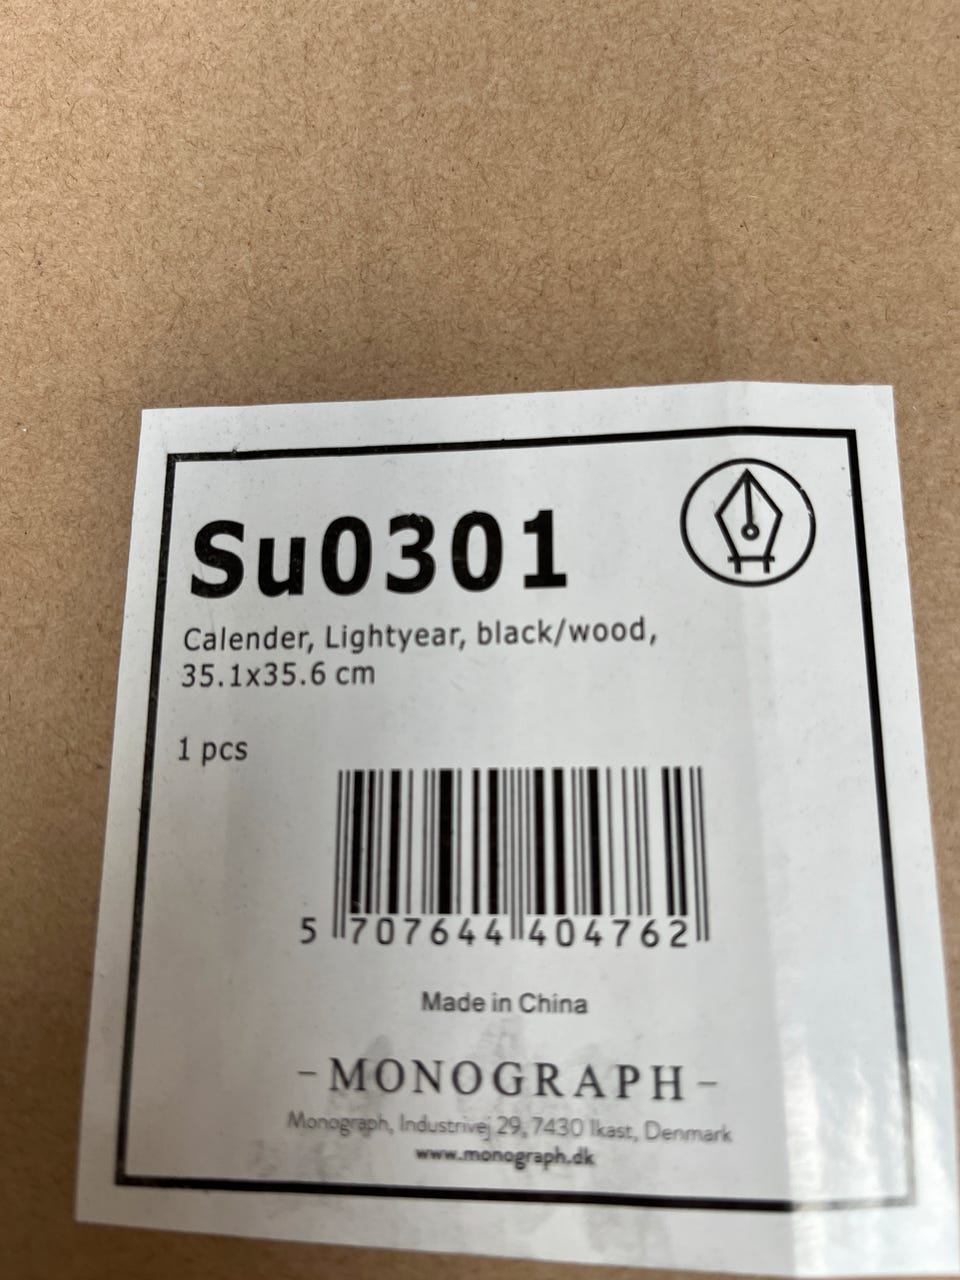 Su0301
Calender, Lightyear, black/wood,
35.1x35.6 cm
1 pcs
5 707644 404762
Made in China
- MONOGRAPH -
Monograph, Industrivej 29, 7430 Ikast, Denmark
www.monograph.dk